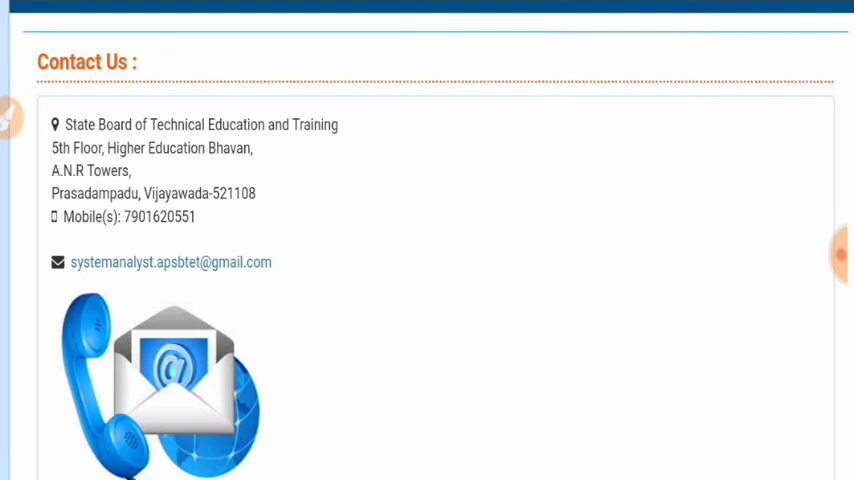 Contact Us :
State Board of Technical Education and Training
5th Floor, Higher Education Bhavan,
A.N.R Towers,
Prasadampadu, Vijayawada-521108
Mobile(s): 7901620551
systemanalyst.apsbtet@gmail.com
@